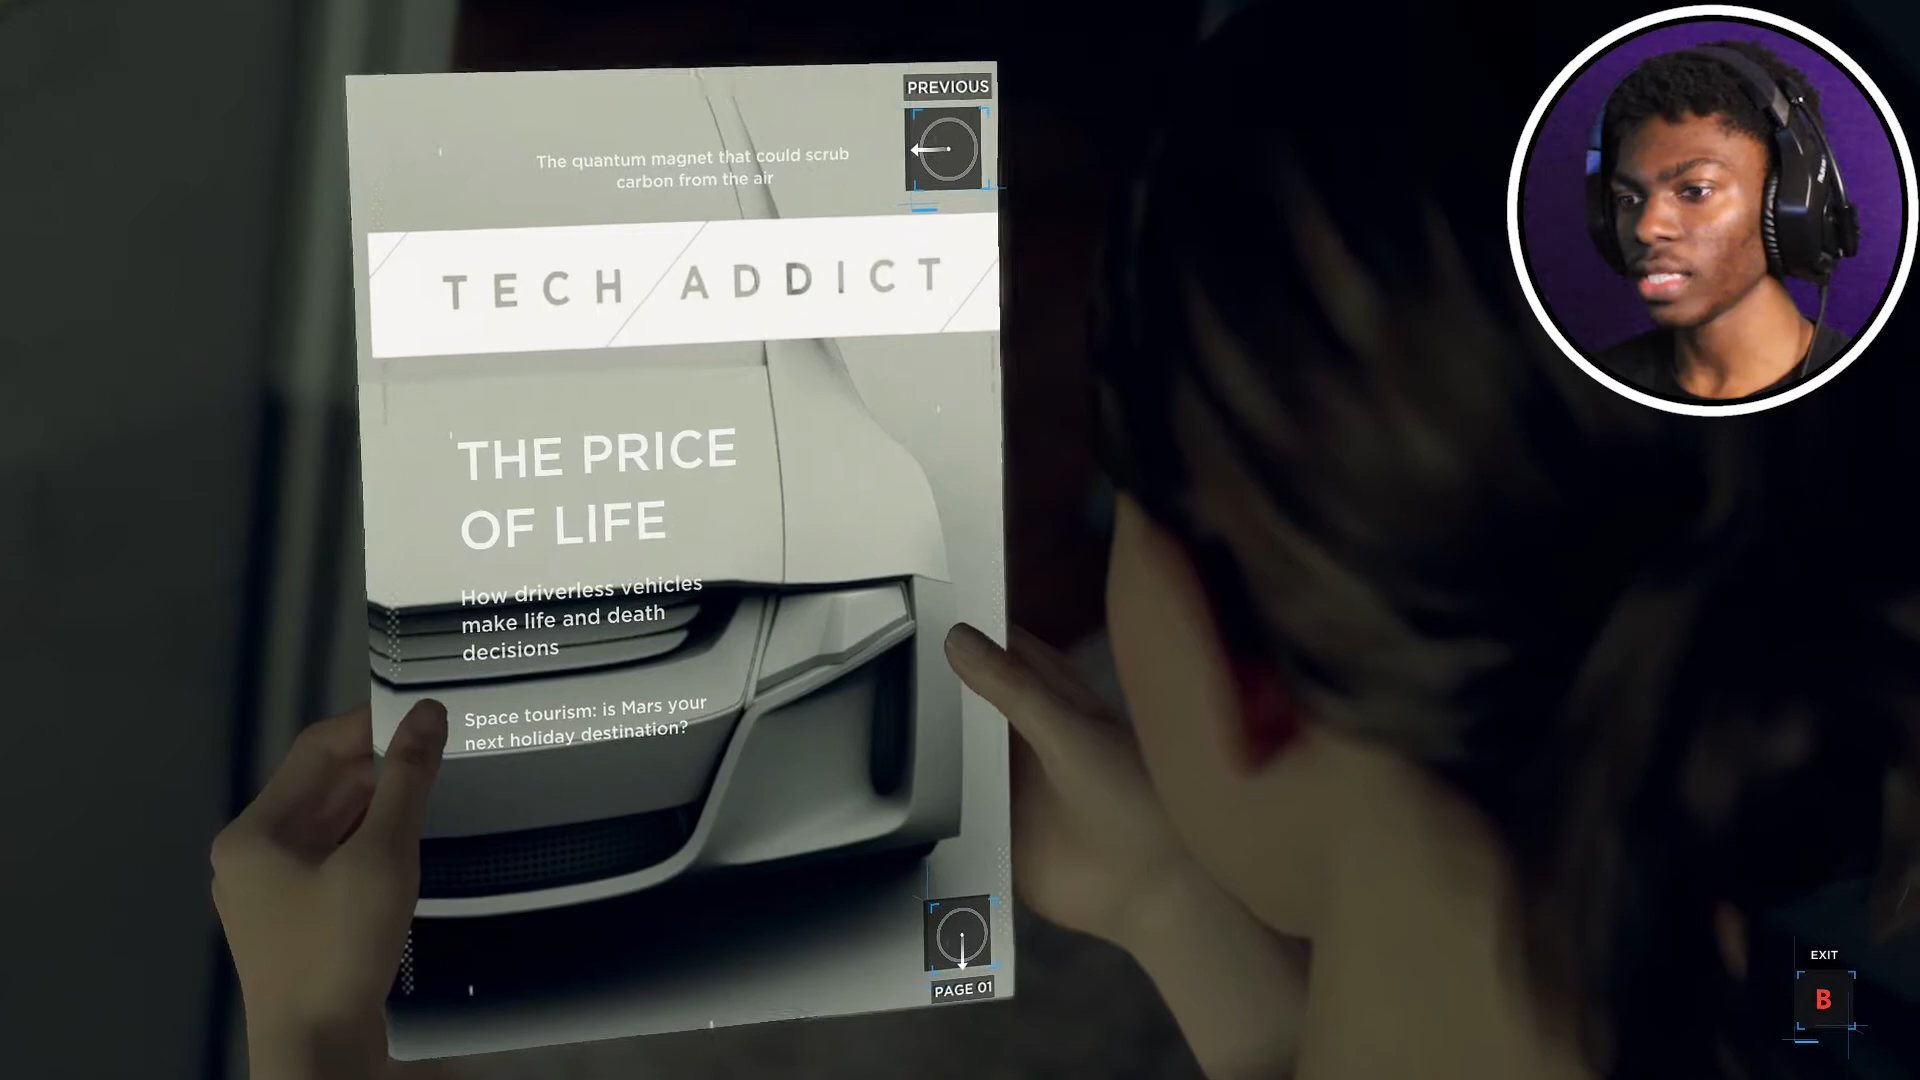 PREVIOUS
The quantum magnet that could scrub
carbon from the air
TECH ADDICT
THE PRICE
OF LIFE
How driverless vehicles
make life and death
decisions
Space tourism: is Mars your
next holiday destination?
PAGE 01
EXIT
B